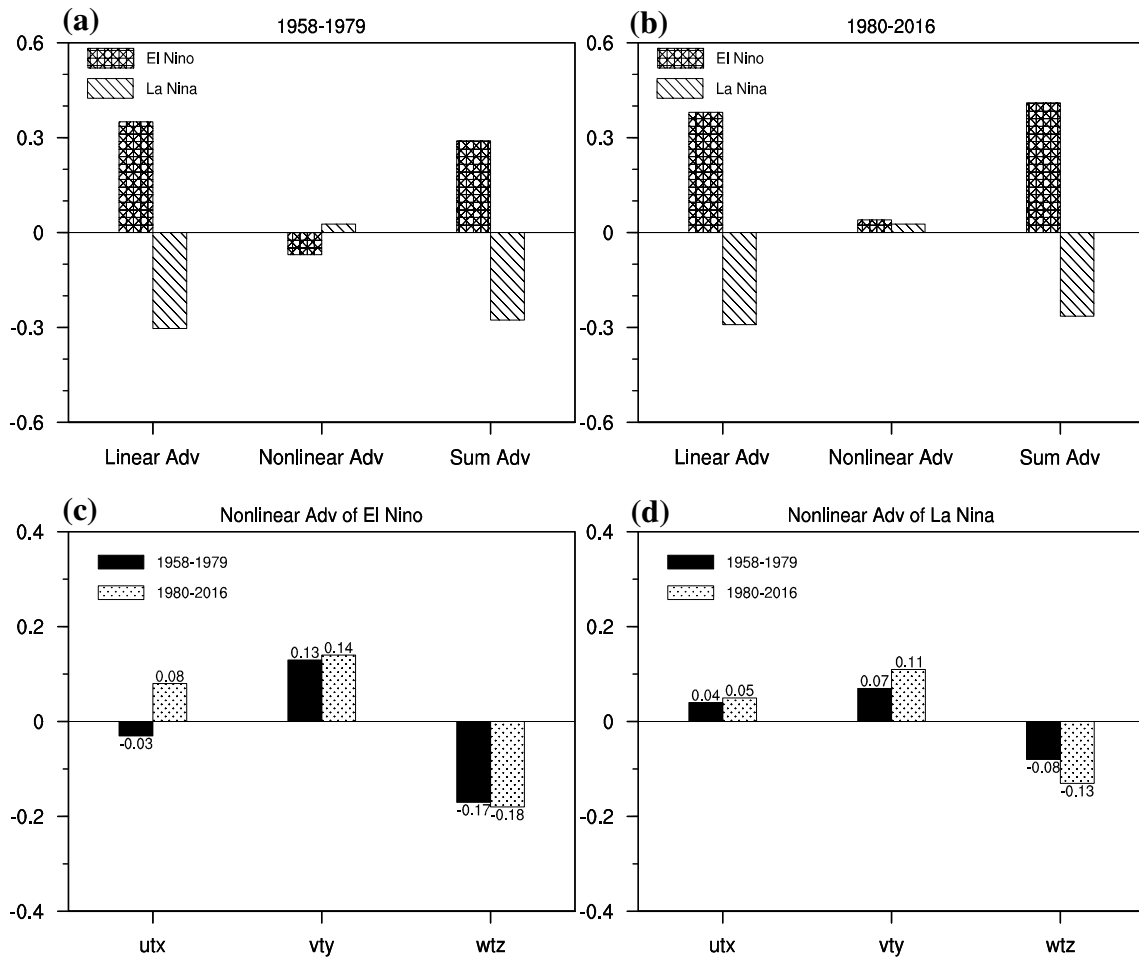 (a)
1958-1979
0.6
0.3
0
-0.3
-0.6
El Nino
La Nina
Linear Adv
Nonlinear Adv
Sum Adv
(b)
1980-2016
0.6
0.3
0
-0.3
-0.6
El Nino
La Nina
Linear Adv
Nonlinear Adv
Sum Adv
(c)
Nonlinear Adv of El Nino
0.4
0.2
0
-0.2
-0.4
1958-1979
1980-2016
-0.03
0.08
0.13
0.14
-0.17
-0.18
utx
vty
wtz
(d)
Nonlinear Adv of La Nina
0.4
0.2
0
-0.2
-0.4
1958-1979
1980-2016
0.04
0.05
0.07
0.11
-0.08
-0.13
utx
vty
wtz